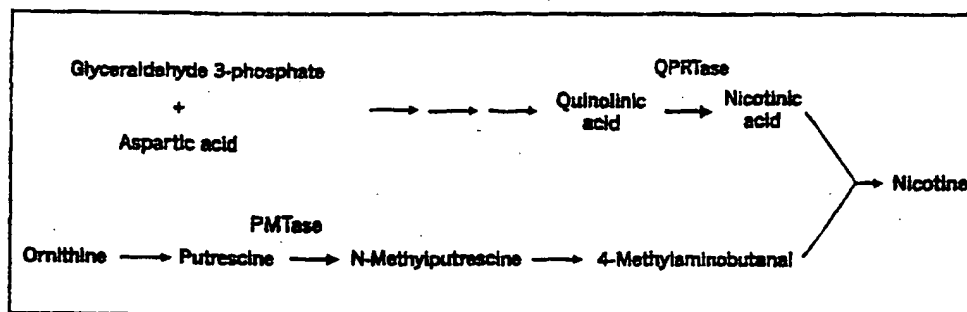 Glyceraldehyde 3-phosphate
+
Aspartic acid
QPRTase
Quinolinic acid
Nicotinic acid
Nicotine
PMTase
Ornithine
Putrescine
N-Methylputrescine
4-Methylaminobutanal